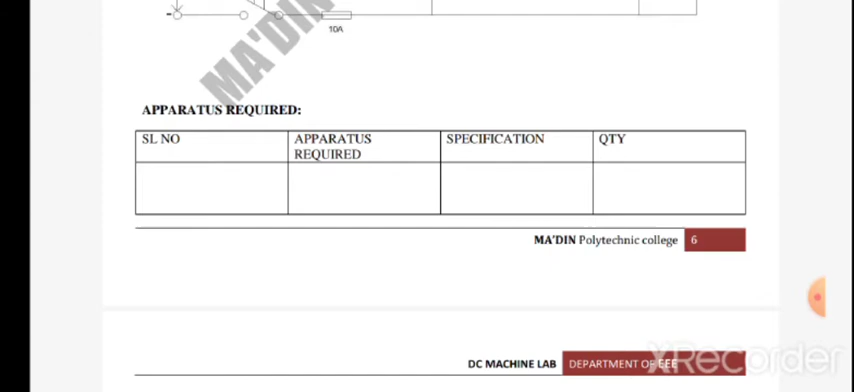 10A
MA'DIN
APPARATUS REQUIRED:
SL NO
APPARATUS
REQUIRED
SPECIFICATION
QTY
MA'DIN Polytechnic college 6
DC MACHINE LAB DEPARTMENT OF EEE
XRecorder